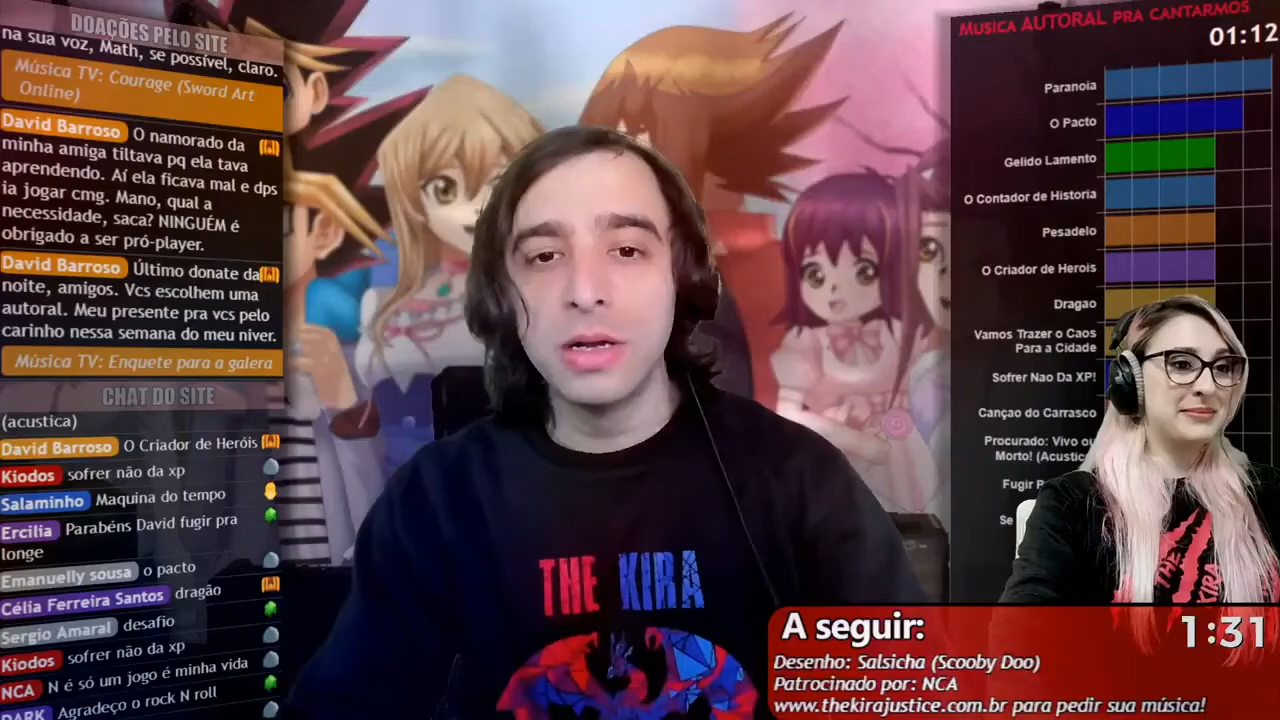 DOAÇÕES PELO SITE
na sua voz, Math, se possível, claro.
Música TV: Courage (Sword Art
Online)
David Barroso O namorado da
minha amiga tiltava pq ela tava
aprendendo. Aí ela ficava mal e dps
ia jogar cmg. Mano, qual a
necessidade, saca? NINGUÉM é
obrigado a ser pró-player.
David Barroso Último donate da
noite, amigos. Vcs escolhem uma
autoral. Meu presente pra vcs pelo
carinho nessa semana do meu niver.
Música TV: Enquete para a galera
CHAT DO SITE
(acustica)
David Barroso O Criador de Heróis
Kiodos sofrer não da xp
Salaminho Maquina do tempo
Ercilia Parabéns David fugir pra
longe
Emanuelly sousa o pacto
Célia Ferreira Santos dragão
Sergio Amaral desafio
Kiodos sofrer não da xp
NCA N é só um jogo é minha vida
DARK Agradeço o rock N roll
THE KIRA
MUSICA AUTORAL PRA CANTARMOS
01:12
Paranoia
O Pacto
Gelido Lamento
O Contador de Historia
Pesadelo
O Criador de Herois
Dragao
Vamos Trazer o Caos
Para a Cidade
Sofrer Nao Da XP!
Cançao do Carrasco
Procurado: Vivo ou
Morto! (Acustic
Fugir P
Se
THE KIRA
A seguir:
1:31
Desenho: Salsicha (Scooby Doo)
Patrocinado por: NCA
www.thekirajustice.com.br para pedir sua música!